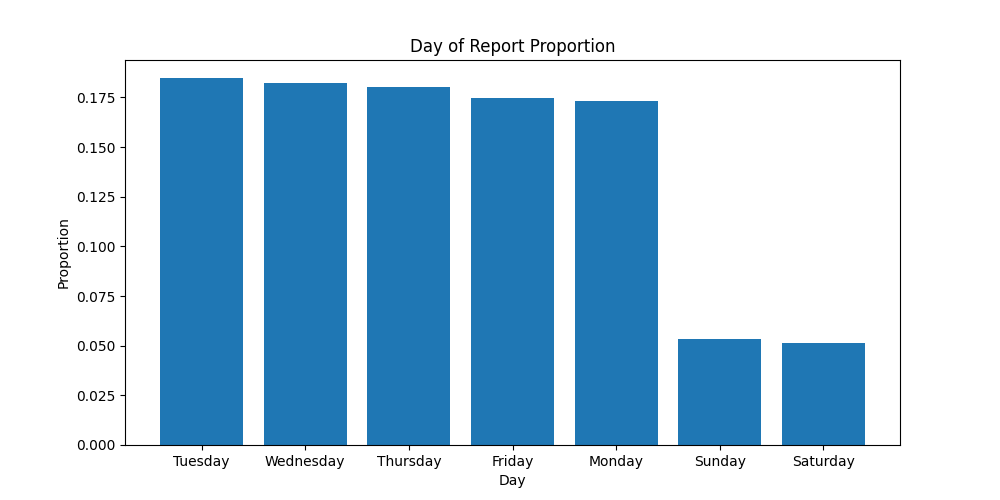 Day of Report Proportion
Proportion
0.175
0.150
0.125
0.100
0.075
0.050
0.025
0.000
Tuesday Wednesday Thursday Friday Monday Sunday Saturday
Day